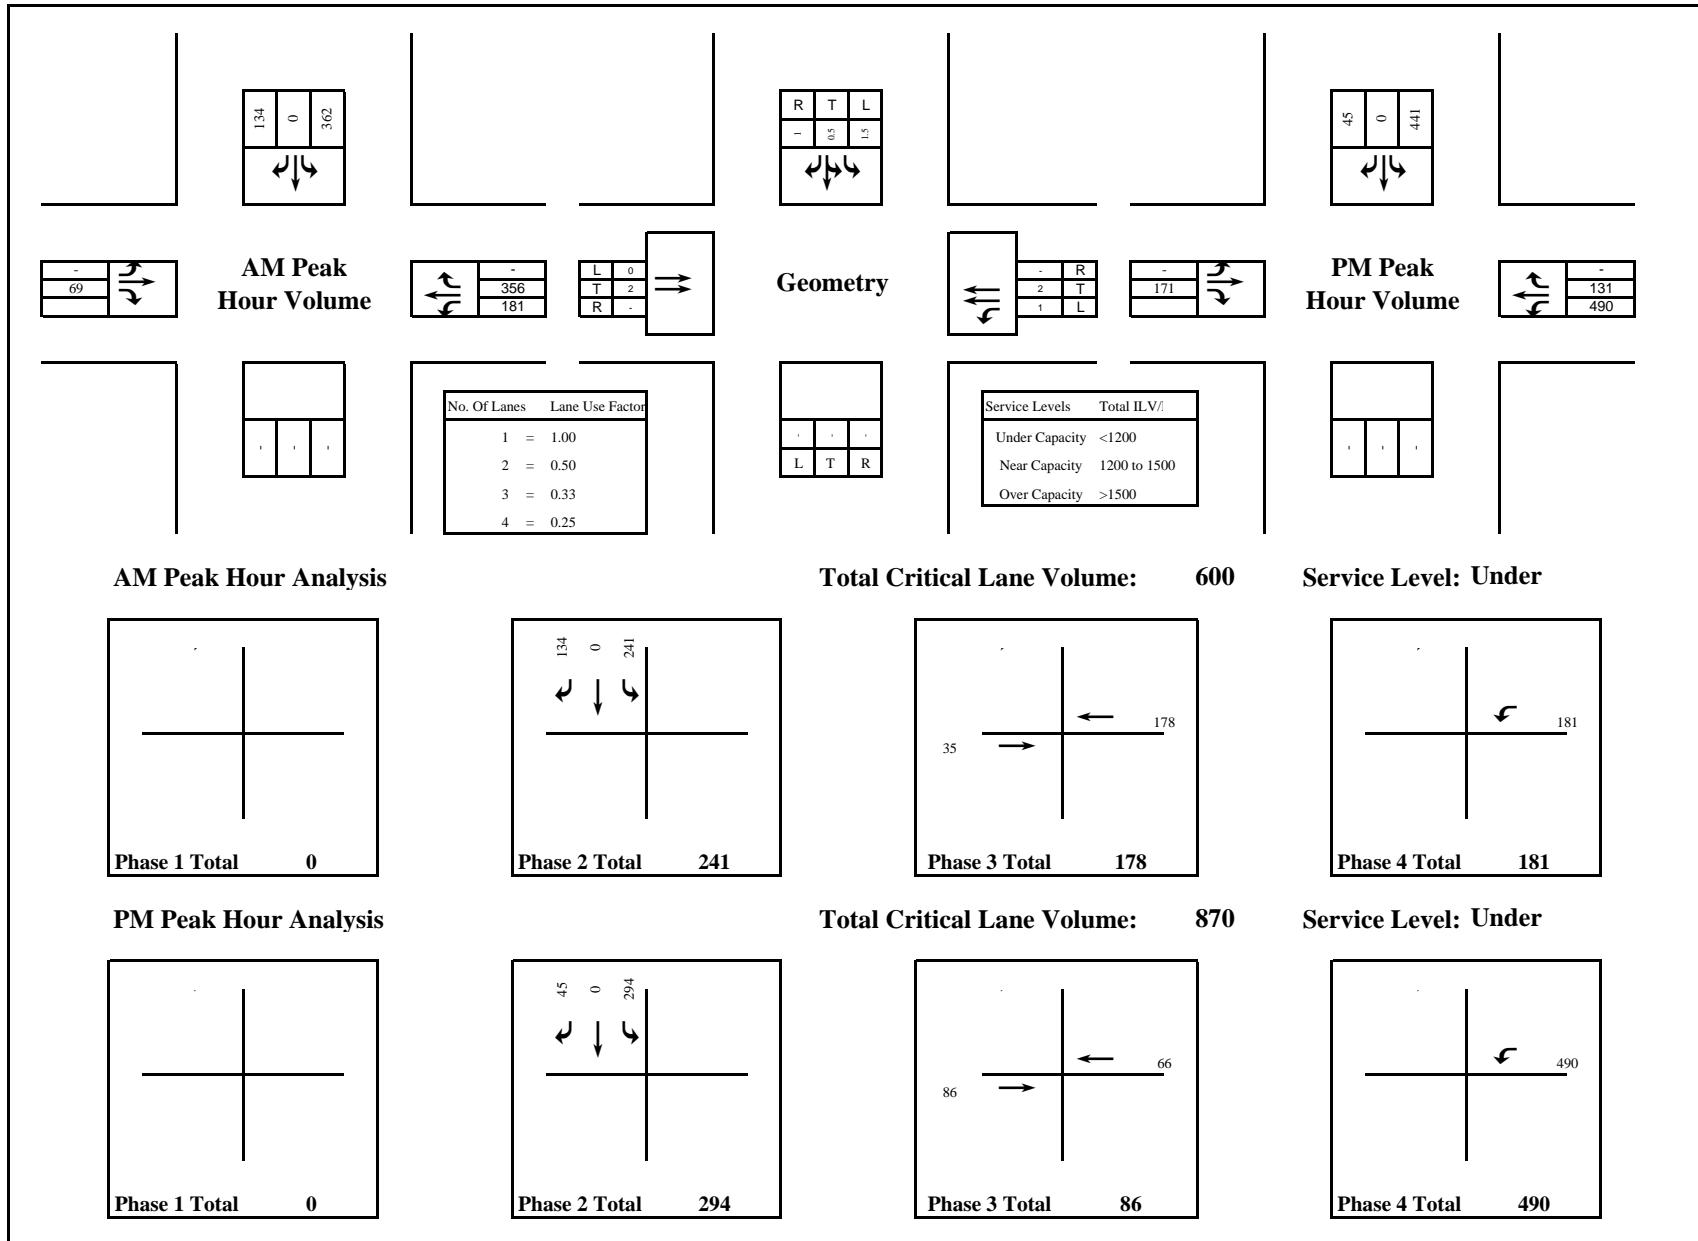 134 0 362
R T L
1 0.5 1.5
45 0 441
-
69
AM Peak
Hour Volume
-
356
181
L 0
T 2
R -
Geometry
- R
2 T
1 L
-
171
PM Peak
Hour Volume
-
131
490
No. Of Lanes Lane Use Factor
1 = 1.00
2 = 0.50
3 = 0.33
4 = 0.25
- - -
- - -
L T R
Service Levels Total ILV/
Under Capacity <1200
Near Capacity 1200 to 1500
Over Capacity >1500
- - -
AM Peak Hour Analysis Total Critical Lane Volume: 600 Service Level: Under
134 0 241
178
35
181
Phase 1 Total 0
Phase 2 Total 241
Phase 3 Total 178
Phase 4 Total 181
PM Peak Hour Analysis Total Critical Lane Volume: 870 Service Level: Under
45 0 294
66
86
490
Phase 1 Total 0
Phase 2 Total 294
Phase 3 Total 86
Phase 4 Total 490